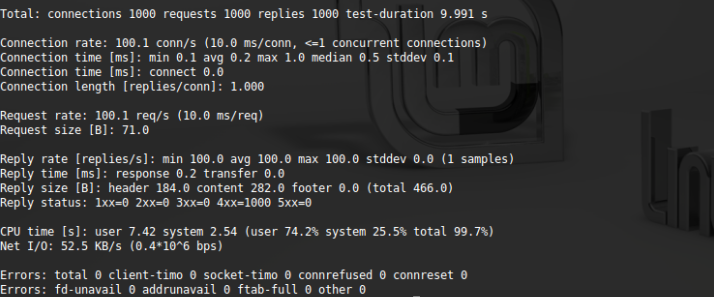 Total: connections 1000 requests 1000 replies 1000 test-duration 9.991 s
Connection rate: 100.1 conn/s (10.0 ms/conn, <=1 concurrent connections)
Connection time [ms]: min 0.1 avg 0.2 max 1.0 median 0.5 stddev 0.1
Connection time [ms]: connect 0.0
Connection length [replies/conn]: 1.000
Request rate: 100.1 req/s (10.0 ms/req)
Request size [B]: 71.0
Reply rate [replies/s]: min 100.0 avg 100.0 max 100.0 stddev 0.0 (1 samples)
Reply time [ms]: response 0.2 transfer 0.0
Reply size [B]: header 184.0 content 282.0 footer 0.0 (total 466.0)
Reply status: 1xx=0 2xx=0 3xx=0 4xx=1000 5xx=0
CPU time [s]: user 7.42 system 2.54 (user 74.2% system 25.5% total 99.7%)
Net I/O: 52.5 KB/s (0.4*10^6 bps)
Errors: total 0 client-timo 0 socket-timo 0 connrefused 0 connreset 0
Errors: fd-unavail 0 addrunavail 0 ftab-full 0 other 0